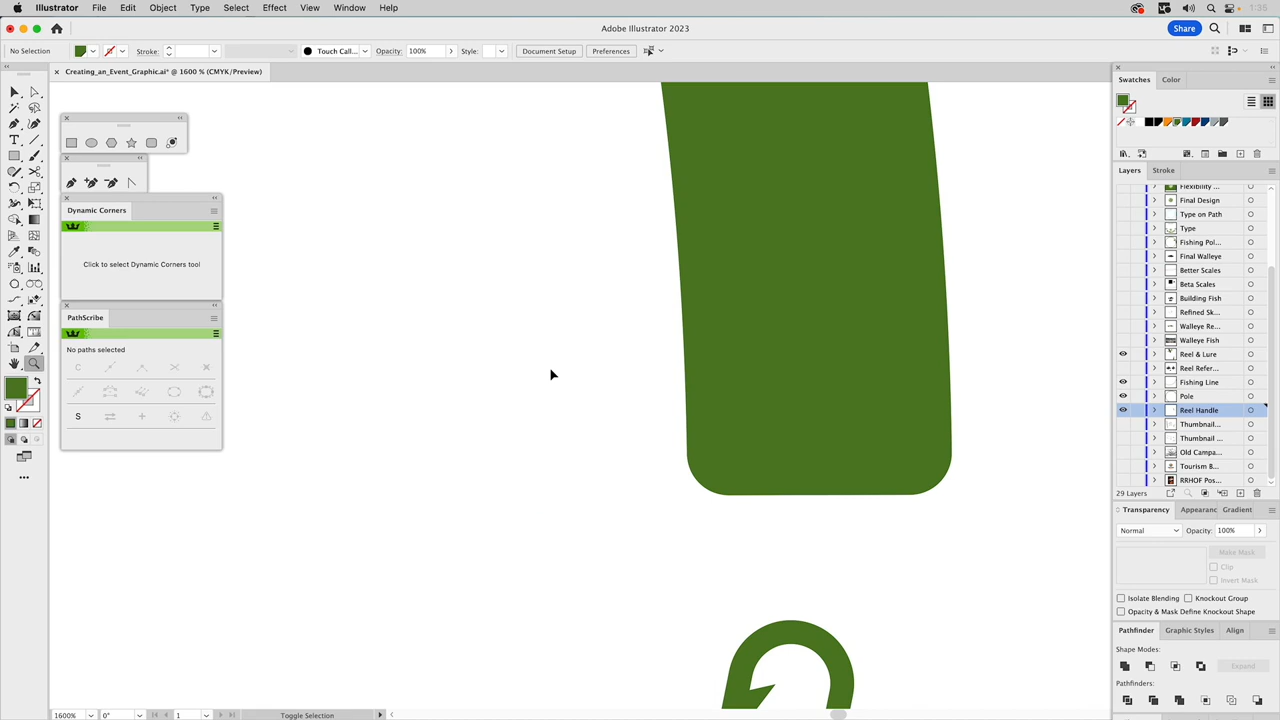 Illustrator File Edit Object Type Select Effect View Window Help 1:35
Adobe Illustrator 2023
Share
No Selection Stroke: Touch Call... Opacity: 100% Style: Document Setup Preferences
Creating_an_Event_Graphic.ai* @ 1600 % (CMYK/Preview)
Swatches Color
Dynamic Corners
Click to select Dynamic Corners tool
PathScribe
No paths selected
Layers Stroke
Flexibility ...
Final Design
Type on Path
Type
Fishing Pol...
Final Walleye
Better Scales
Beta Scales
Building Fish
Refined Sk...
Walleye Re...
Walleye Fish
Reel & Lure
Reel Refer...
Fishing Line
Pole
Reel Handle
Thumbnail...
Thumbnail ...
Old Campa...
Tourism B...
RRHOF Pos...
29 Layers
Transparency Appearanc Gradient
Normal Opacity: 100%
Make Mask
Clip
Invert Mask
Isolate Blending Knockout Group
Opacity & Mask Define Knockout Shape
Pathfinder Graphic Styles Align
Shape Modes:
Expand
Pathfinders:
1600% 0° 1 Toggle Selection